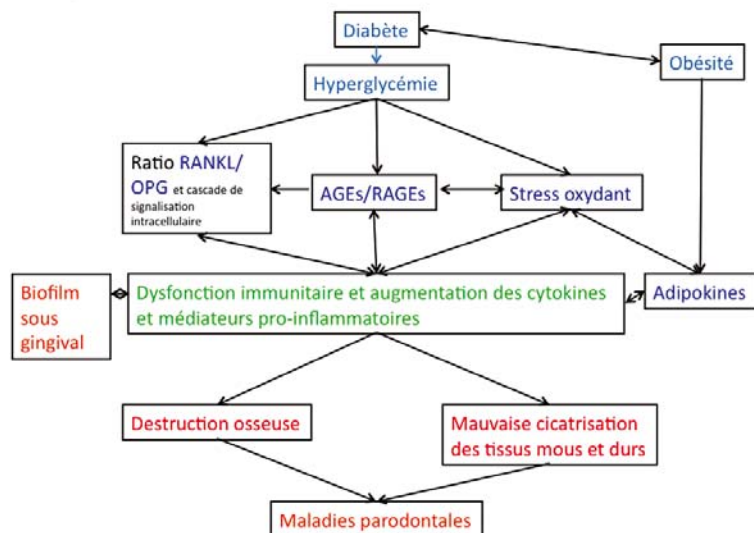 Diabète
Obésité
Hyperglycémie
Ratio RANKL/
OPG et cascade de
signalisation
intracellulaire
AGEs/RAGEs
Stress oxydant
Biofilm
sous
gingival
Dysfonction immunitaire et augmentation des cytokines
et médiateurs pro-inflammatoires
Adipokines
Destruction osseuse
Mauvaise cicatrisation
des tissus mous et durs
Maladies parodontales